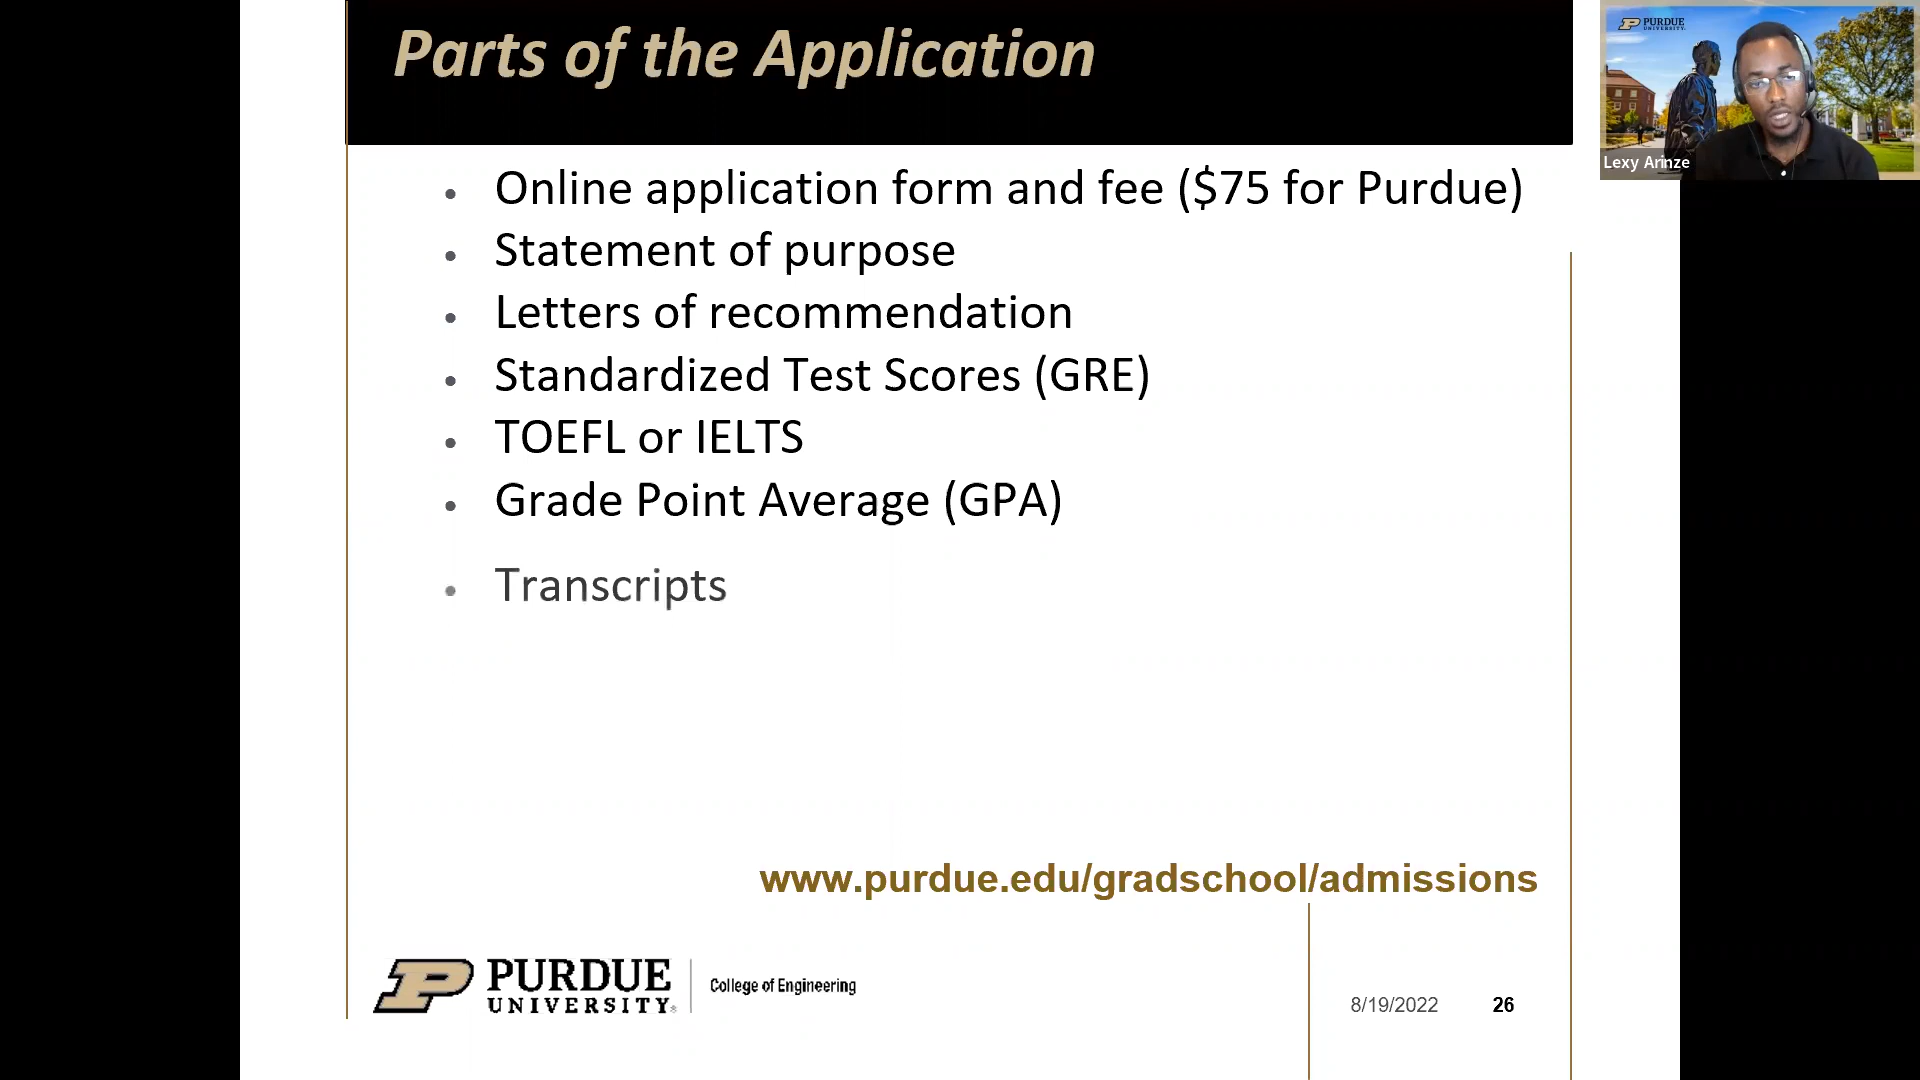 Parts of the Application
PURDUE
UNIVERSITY
Lexy Arinze
• Online application form and fee ($75 for Purdue)
• Statement of purpose
• Letters of recommendation
• Standardized Test Scores (GRE)
• TOEFL or IELTS
• Grade Point Average (GPA)
• Transcripts
www.purdue.edu/gradschool/admissions
PURDUE
UNIVERSITY®
College of Engineering
8/19/2022 26